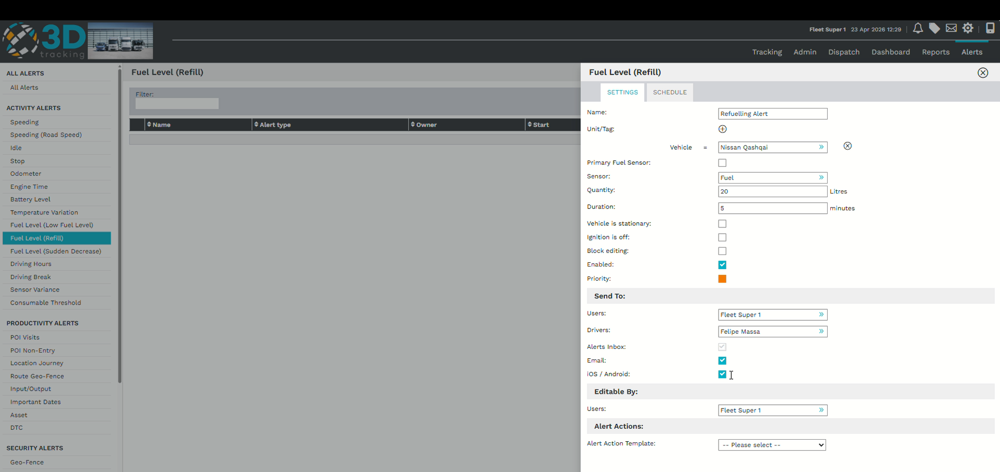 3D
tracking
Fleet Super 1 23 Apr 2026 12:29
Tracking Admin Dispatch Dashboard Reports Alerts
ALL ALERTS
All Alerts
ACTIVITY ALERTS
Speeding
Speeding (Road Speed)
Idle
Stop
Odometer
Engine Time
Battery Level
Temperature Variation
Fuel Level (Low Fuel Level)
Fuel Level (Refill)
Fuel Level (Sudden Decrease)
Driving Hours
Driving Break
Sensor Variance
Consumable Threshold
PRODUCTIVITY ALERTS
POI Visits
POI Non-Entry
Location Journey
Route Geo-Fence
Input/Output
Important Dates
Asset
DTC
SECURITY ALERTS
Geo-Fence
Fuel Level (Refill)
Filter:
Name Alert type Owner Start
Fuel Level (Refill)
SETTINGS SCHEDULE
Name: Refuelling Alert
Unit/Tag:
Vehicle = Nissan Qashqai »
Primary Fuel Sensor:
Sensor: Fuel »
Quantity: 20 Litres
Duration: 5 minutes
Vehicle is stationary:
Ignition is off:
Block editing:
Enabled:
Priority:
Send To:
Users: Fleet Super 1 »
Drivers: Felipe Massa »
Alerts Inbox:
Email:
iOS / Android:
Editable By:
Users: Fleet Super 1 »
Alert Actions:
Alert Action Template: -- Please select --